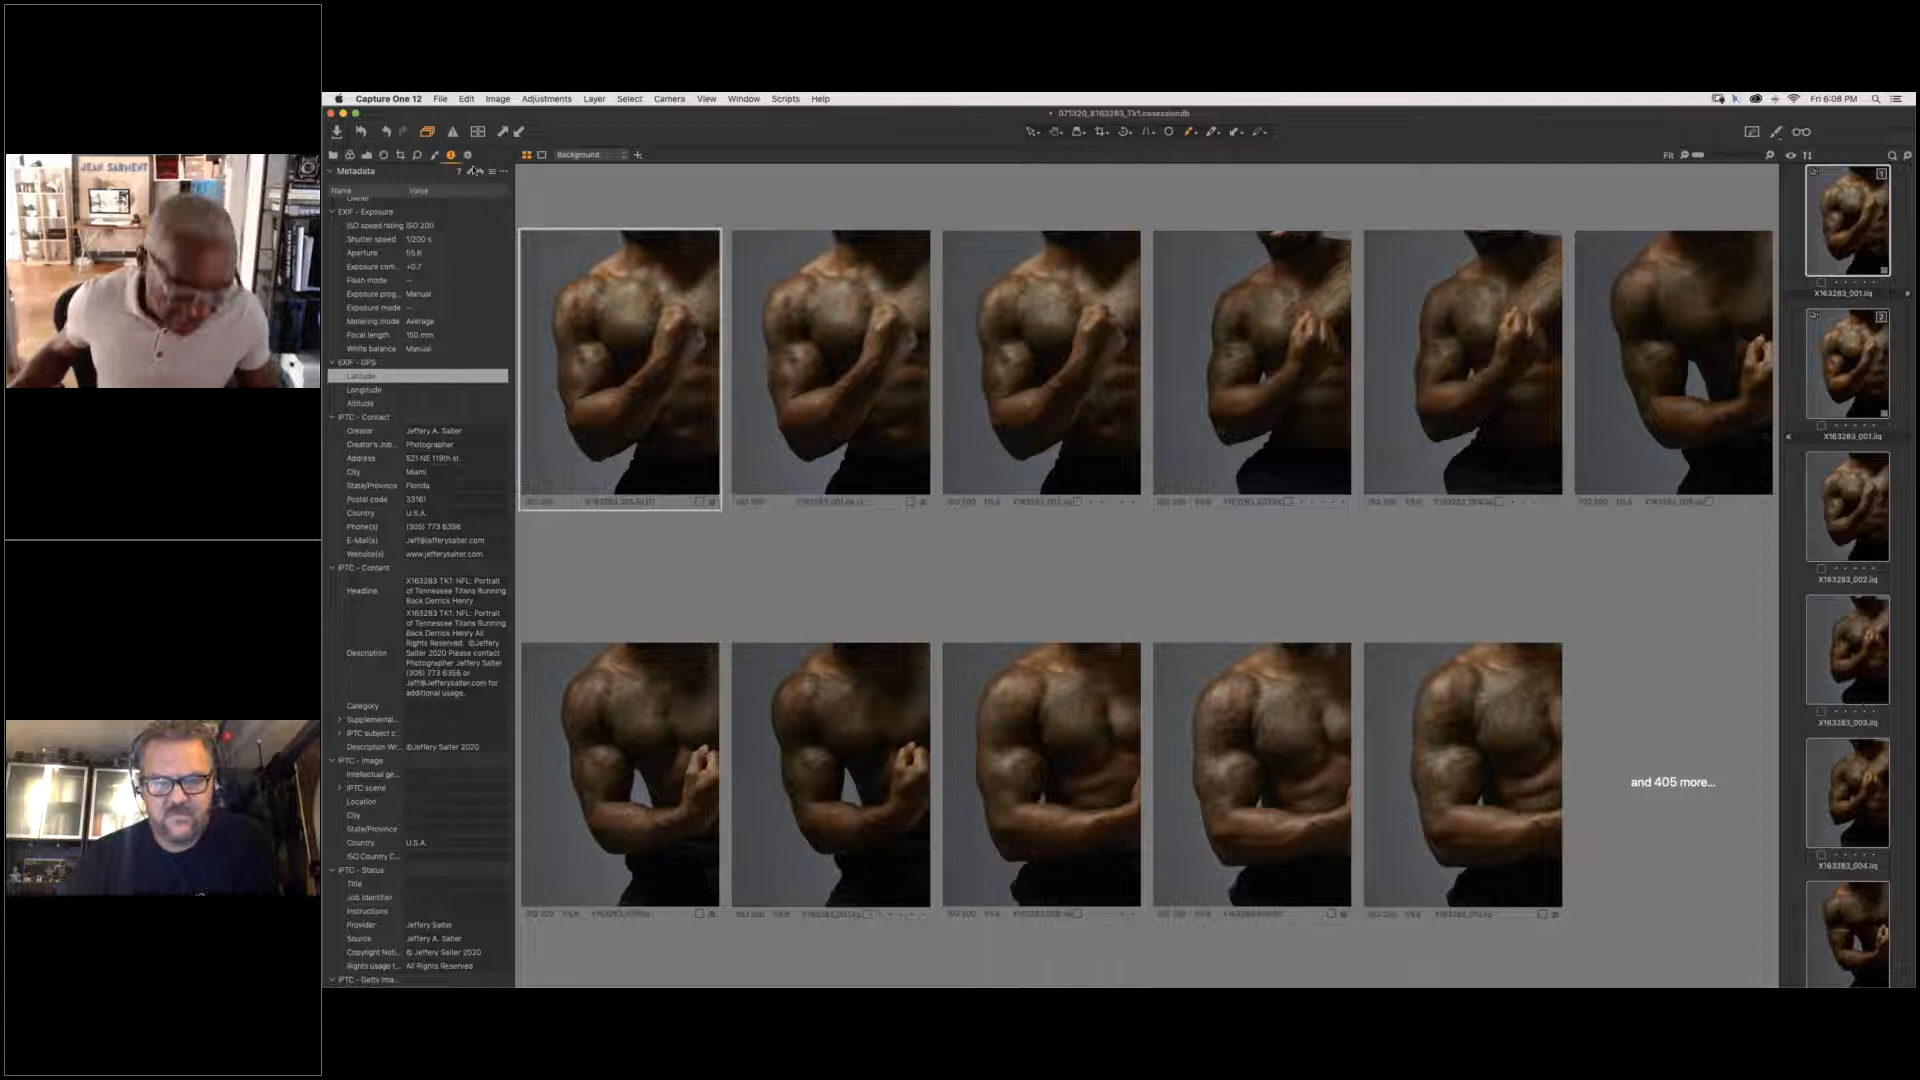 JEAN SARMENT
Capture One 12 File Edit Image Adjustments Layer Select Camera View Window Scripts Help
Fri 6:08 PM
071320_X163283_Tk1.cosessiondb
Background
Fit
Metadata
Name Value
Owner
EXIF - Exposure
ISO speed rating ISO 200
Shutter speed 1/200 s
Aperture f/5.6
Exposure com... +0.7
Flash mode ---
Exposure prog... Manual
Exposure mode ---
Metering mode Average
Focal length 150 mm
White balance Manual
EXIF - GPS
Latitude
Longitude
Altitude
IPTC - Contact
Creator Jeffery A. Salter
Creator's Job... Photographer
Address 521 NE 119th st.
City Miami
State/Province Florida
Postal code 33161
Country U.S.A.
Phone(s) (305) 773 6356
E-Mail(s) Jeff@jefferysalter.com
Website(s) www.jefferysalter.com
IPTC - Content
Headline
X163283 TK1: NFL: Portrait
of Tennessee Titans Running
Back Derrick Henry
Description
X163283 TK1: NFL: Portrait
of Tennessee Titans Running
Back Derrick Henry All
Rights Reserved. ©Jeffery
Salter 2020 Please contact
Photographer Jeffery Salter
(305) 773 6356 or
Jeff@Jefferysalter.com for
additional usage.
Category
Supplemental...
IPTC subject c...
Description Wr... ©Jeffery Salter 2020
IPTC - Image
Intellectual ge...
IPTC scene
Location
City
State/Province
Country U.S.A.
ISO Country C...
IPTC - Status
Title
Job Identifier
Instructions
Provider Jeffery Salter
Source Jeffery A. Salter
Copyright Noti... © Jeffery Salter 2020
Rights usage t... All Rights Reserved
IPTC - Getty Ima...
and 405 more...
1
X163283_001.iiq
2
X163283_001.iiq
X163283_002.iiq
X163283_003.iiq
X163283_004.iiq